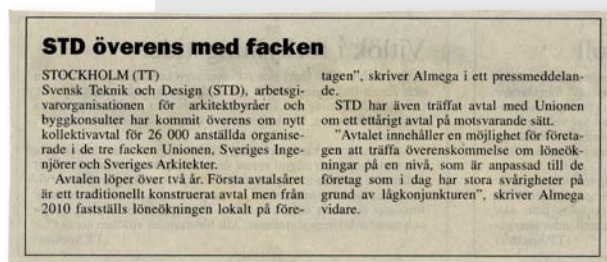 STD överens med facken
STOCKHOLM (TT)
Svensk Teknik och Design (STD), arbetsgi-
varorganisationen för arkitektbyråer och
byggkonsulter har kommit överens om nytt
kollektivavtal för 26 000 anställda organise-
rade i de tre facken Unionen, Sveriges Inge-
njörer och Sveriges Arkitekter.
Avtalen löper över två år. Första avtalsåret
är ett traditionellt konstruerat avtal men från
2010 fastställs löneökningen lokalt på före-
tagen", skriver Almega i ett pressmeddelan-
de.
STD har även träffat avtal med Unionen
om ett ettårigt avtal på motsvarande sätt.
"Avtalet innehåller en möjlighet för företa-
gen att träffa överenskommelse om löneök-
ningar på en nivå, som är anpassad till de
företag som i dag har stora svårigheter på
grund av lågkonjunkturen", skriver Almega
vidare.